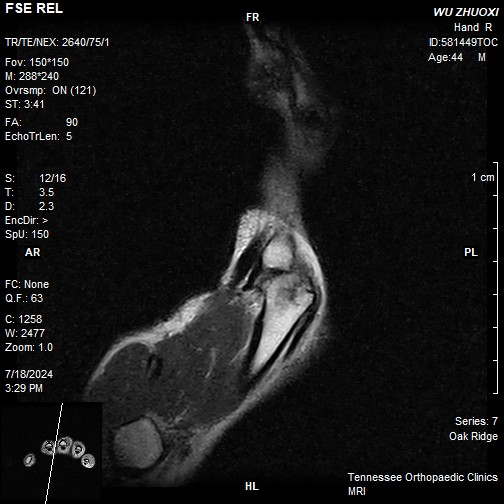 FSE REL
FR
WU ZHUOXI
Hand R
TR/TE/NEX: 2640/75/1
ID:581449TOC
Age:44 M
Fov: 150*150
M: 288*240
Ovrsmp: ON (121)
ST: 3:41
FA: 90
EchoTrLen: 5
S: 12/16
T: 3.5
D: 2.3
EncDir: >
SpU: 150
1 cm
AR
PL
FC: None
Q.F.: 63
C: 1258
W: 2477
Zoom: 1.0
7/18/2024
3:29 PM
Series: 7
Oak Ridge
HL
Tennessee Orthopaedic Clinics
MRI